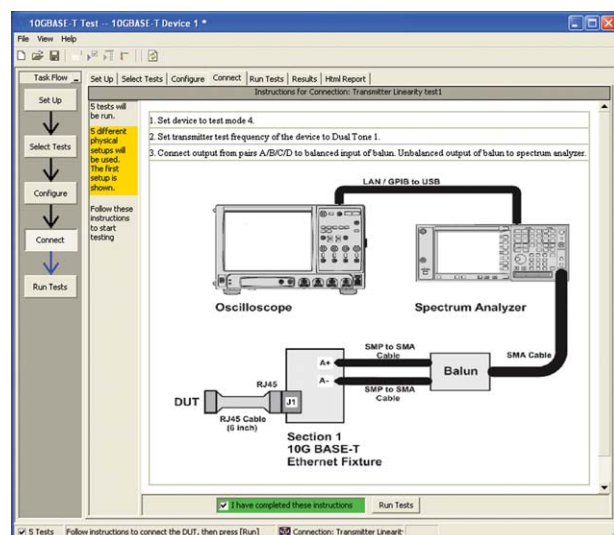 10GBASE-T Test -- 10GBASE-T Device 1 *
File View Help
Task Flow
Set Up
Select Tests
Configure
Connect
Run Tests
Set Up Select Tests Configure Connect Run Tests Results Html Report
Instructions for Connection: Transmitter Linearity test1
5 tests will
be run.
5 different
physical
setups will
be used.
The first
setup is
shown.
Follow these
instructions
to start
testing
1. Set device to test mode 4.
2. Set transmitter test frequency of the device to Dual Tone 1.
3. Connect output from pairs A/B/C/D to balanced input of balun. Unbalanced output of balun to spectrum analyzer.
LAN / GPIB to USB
Oscilloscope
Spectrum Analyzer
SMP to SMA
Cable
SMA Cable
A+
A-
Balun
RJ45
SMP to SMA
Cable
DUT
J1
RJ45 Cable
(6 inch)
Section 1
10G BASE-T
Ethernet Fixture
I have completed these instructions
Run Tests
5 Tests
Follow instructions to connect the DUT, then press [Run]
Connection: Transmitter Linearit